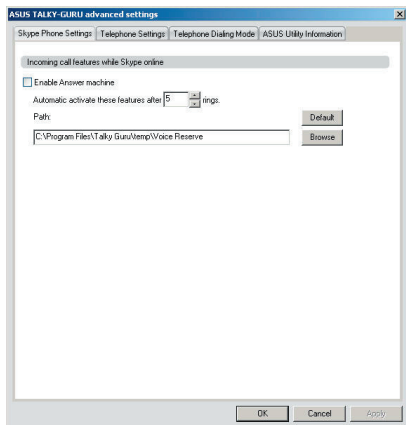 ASUS TALKY-GURU advanced settings
Skype Phone Settings Telephone Settings Telephone Dialing Mode ASUS Utility Information
Incoming call features while Skype online
Enable Answer machine
Automatic activate these features after 5 rings.
Path: Default
C:\Program Files\Talky Guru\temp\Voice Reserve Browse
OK Cancel Apply